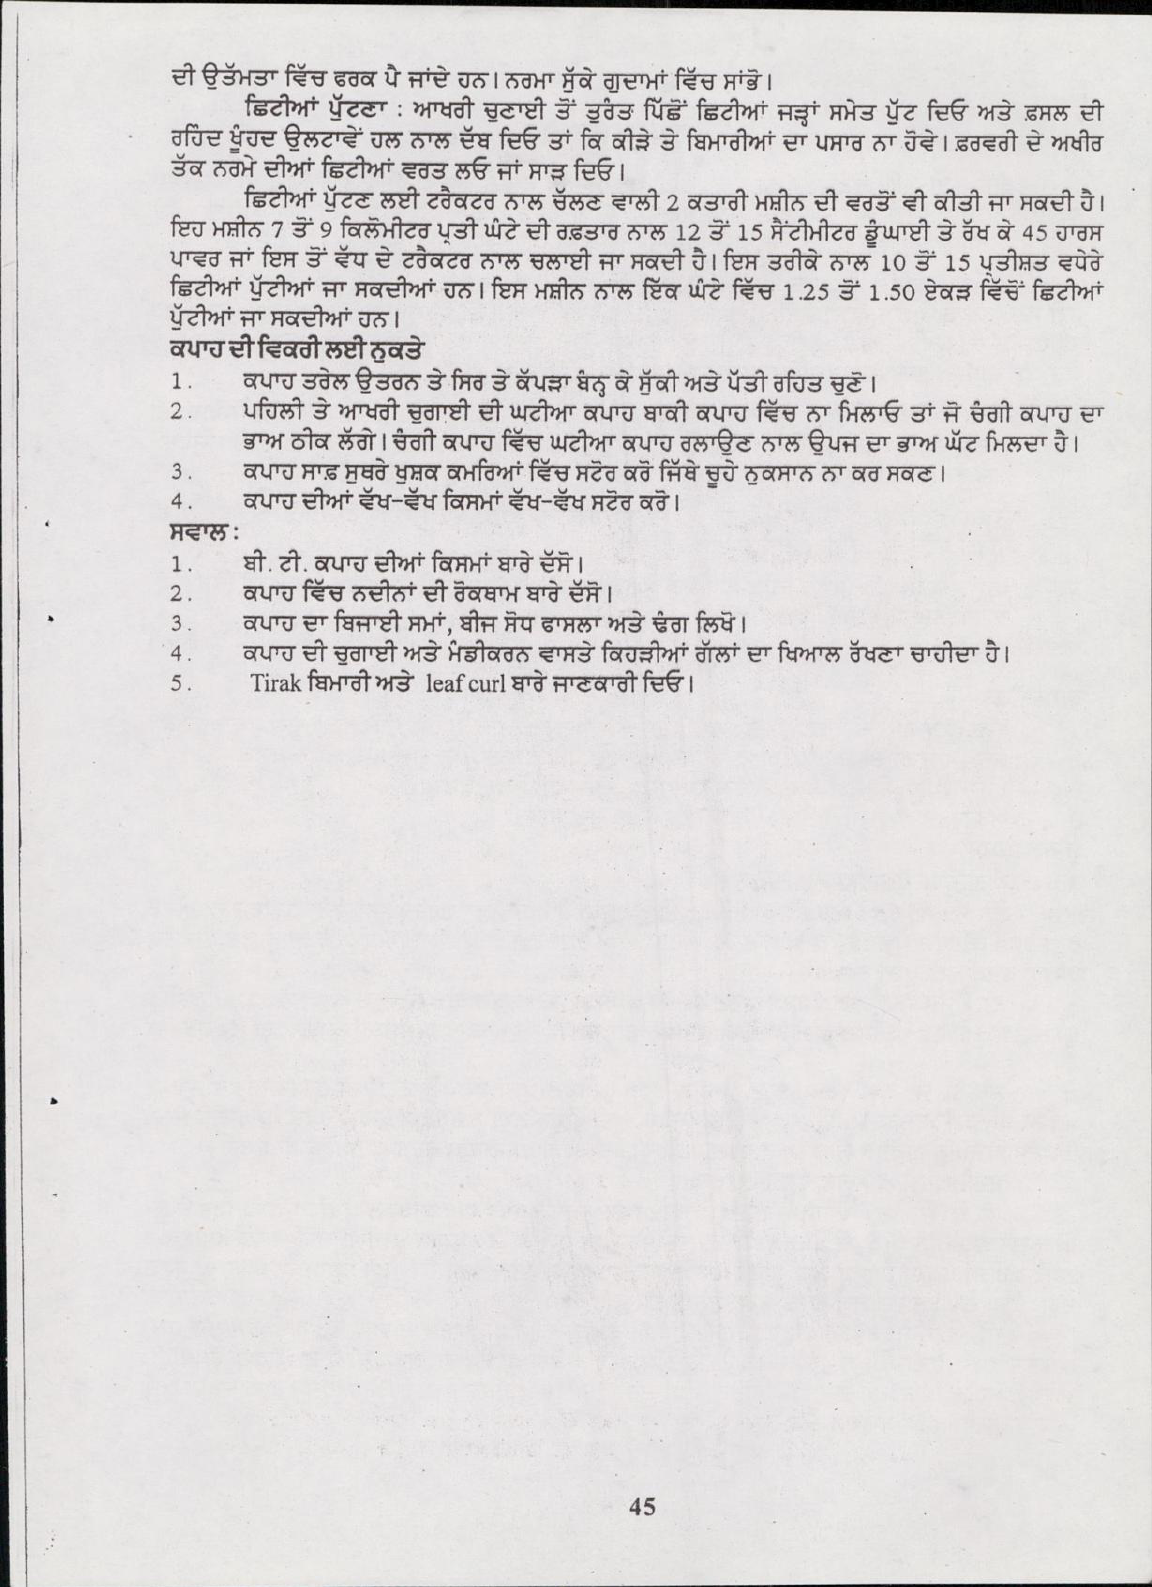 ਦੀ ਉਤੱਮਤਾ ਵਿੱਚ ਫਰਕ ਪੈ ਜਾਂਦੇ ਹਨ। ਨਰਮਾ ਸੁੱਕੇ ਗੁਦਾਮਾਂ ਵਿੱਚ ਸਾਂਭੋ।
ਛਿਟੀਆਂ ਪੁੱਟਣਾ : ਆਖਰੀ ਚੁਣਾਈ ਤੋਂ ਤੁਰੰਤ ਪਿੱਛੋਂ ਛਿਟੀਆਂ ਜੜ੍ਹਾਂ ਸਮੇਤ ਪੁੱਟ ਦਿਓ ਅਤੇ ਫ਼ਸਲ ਦੀ
ਰਹਿੰਦ ਖੂੰਹਦ ਉਲਟਾਵੇਂ ਹਲ ਨਾਲ ਦੱਬ ਦਿਓ ਤਾਂ ਕਿ ਕੀੜੇ ਤੇ ਬਿਮਾਰੀਆਂ ਦਾ ਪਸਾਰ ਨਾ ਹੋਵੇ। ਫ਼ਰਵਰੀ ਦੇ ਅਖੀਰ
ਤੱਕ ਨਰਮੇ ਦੀਆਂ ਛਿਟੀਆਂ ਵਰਤ ਲਓ ਜਾਂ ਸਾੜ ਦਿਓ।
ਛਿਟੀਆਂ ਪੁੱਟਣ ਲਈ ਟਰੈਕਟਰ ਨਾਲ ਚੱਲਣ ਵਾਲੀ 2 ਕਤਾਰੀ ਮਸ਼ੀਨ ਦੀ ਵਰਤੋਂ ਵੀ ਕੀਤੀ ਜਾ ਸਕਦੀ ਹੈ।
ਇਹ ਮਸ਼ੀਨ 7 ਤੋਂ 9 ਕਿਲੋਮੀਟਰ ਪ੍ਰਤੀ ਘੰਟੇ ਦੀ ਰਫ਼ਤਾਰ ਨਾਲ 12 ਤੋਂ 15 ਸੈਂਟੀਮੀਟਰ ਡੂੰਘਾਈ ਤੇ ਰੱਖ ਕੇ 45 ਹਾਰਸ
ਪਾਵਰ ਜਾਂ ਇਸ ਤੋਂ ਵੱਧ ਦੇ ਟਰੈਕਟਰ ਨਾਲ ਚਲਾਈ ਜਾ ਸਕਦੀ ਹੈ। ਇਸ ਤਰੀਕੇ ਨਾਲ 10 ਤੋਂ 15 ਪ੍ਰਤੀਸ਼ਤ ਵਧੇਰੇ
ਛਿਟੀਆਂ ਪੁੱਟੀਆਂ ਜਾ ਸਕਦੀਆਂ ਹਨ। ਇਸ ਮਸ਼ੀਨ ਨਾਲ ਇੱਕ ਘੰਟੇ ਵਿੱਚ 1.25 ਤੋਂ 1.50 ਏਕੜ ਵਿੱਚੋਂ ਛਿਟੀਆਂ
ਪੁੱਟੀਆਂ ਜਾ ਸਕਦੀਆਂ ਹਨ।
ਕਪਾਹ ਦੀ ਵਿਕਰੀ ਲਈ ਨੁਕਤੇ
1. ਕਪਾਹ ਤਰੇਲ ਉਤਰਨ ਤੇ ਸਿਰ ਤੇ ਕੱਪੜਾ ਬੰਨ੍ਹ ਕੇ ਸੁੱਕੀ ਅਤੇ ਪੱਤੀ ਰਹਿਤ ਚੁਣੋ।
2. ਪਹਿਲੀ ਤੇ ਆਖਰੀ ਚੁਗਾਈ ਦੀ ਘਟੀਆ ਕਪਾਹ ਬਾਕੀ ਕਪਾਹ ਵਿੱਚ ਨਾ ਮਿਲਾਓ ਤਾਂ ਜੋ ਚੰਗੀ ਕਪਾਹ ਦਾ
ਭਾਅ ਠੀਕ ਲੱਗੇ। ਚੰਗੀ ਕਪਾਹ ਵਿੱਚ ਘਟੀਆ ਕਪਾਹ ਰਲਾਉਣ ਨਾਲ ਉਪਜ ਦਾ ਭਾਅ ਘੱਟ ਮਿਲਦਾ ਹੈ।
3. ਕਪਾਹ ਸਾਫ਼ ਸੁਥਰੇ ਖੁਸ਼ਕ ਕਮਰਿਆਂ ਵਿੱਚ ਸਟੋਰ ਕਰੋ ਜਿੱਥੇ ਚੂਹੇ ਨੁਕਸਾਨ ਨਾ ਕਰ ਸਕਣ।
4. ਕਪਾਹ ਦੀਆਂ ਵੱਖ-ਵੱਖ ਕਿਸਮਾਂ ਵੱਖ-ਵੱਖ ਸਟੋਰ ਕਰੋ।
ਸਵਾਲ :
1. ਬੀ. ਟੀ. ਕਪਾਹ ਦੀਆਂ ਕਿਸਮਾਂ ਬਾਰੇ ਦੱਸੋ।
2. ਕਪਾਹ ਵਿੱਚ ਨਦੀਨਾਂ ਦੀ ਰੋਕਥਾਮ ਬਾਰੇ ਦੱਸੋ।
3. ਕਪਾਹ ਦਾ ਬਿਜਾਈ ਸਮਾਂ, ਬੀਜ ਸੋਧ ਫਾਸਲਾ ਅਤੇ ਢੰਗ ਲਿਖੋ।
4. ਕਪਾਹ ਦੀ ਚੁਗਾਈ ਅਤੇ ਮੰਡੀਕਰਨ ਵਾਸਤੇ ਕਿਹੜੀਆਂ ਗੱਲਾਂ ਦਾ ਖਿਆਲ ਰੱਖਣਾ ਚਾਹੀਦਾ ਹੈ।
5. Tirak ਬਿਮਾਰੀ ਅਤੇ leaf curl ਬਾਰੇ ਜਾਣਕਾਰੀ ਦਿਓ।
45